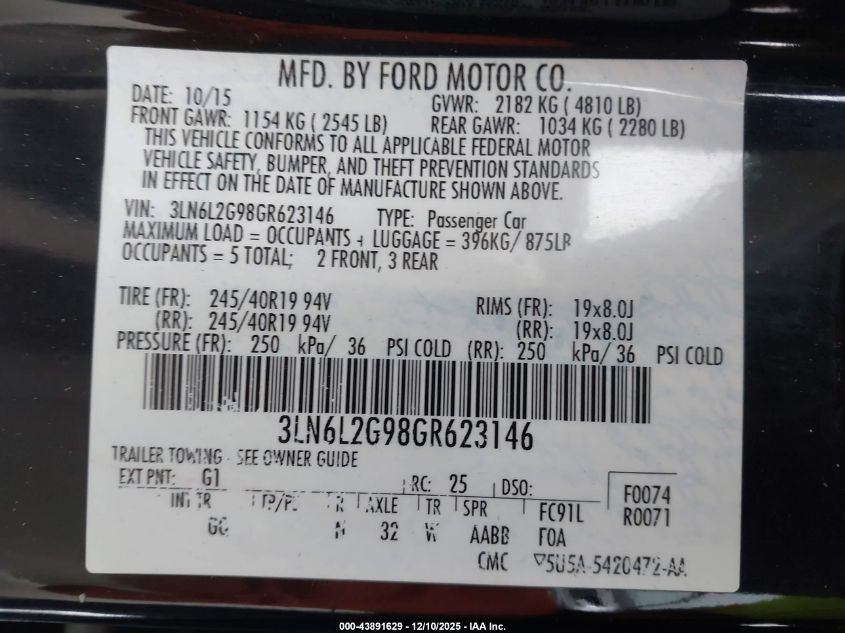 MFD. BY FORD MOTOR CO.
DATE: 10/15 GVWR: 2182 KG ( 4810 LB)
FRONT GAWR: 1154 KG ( 2545 LB) REAR GAWR: 1034 KG ( 2280 LB)
THIS VEHICLE CONFORMS TO ALL APPLICABLE FEDERAL MOTOR
VEHICLE SAFETY, BUMPER, AND THEFT PREVENTION STANDARDS
IN EFFECT ON THE DATE OF MANUFACTURE SHOWN ABOVE.
VIN: 3LN6L2G98GR623146 TYPE: Passenger Car
MAXIMUM LOAD = OCCUPANTS + LUGGAGE = 396KG/ 875LB
OCCUPANTS = 5 TOTAL; 2 FRONT, 3 REAR
TIRE (FR): 245/40R19 94V RIMS (FR): 19x8.0J
(RR): 245/40R19 94V (RR): 19x8.0J
PRESSURE (FR): 250 kPa/ 36 PSI COLD (RR): 250 kPa/ 36 PSI COLD
3LN6L2G98GR623146
TRAILER TOWING - SEE OWNER GUIDE
EXT PNT: G1 RC: 25 DSO: F0074
INT TR TP/PS R AXLE TR SPR FC91L R0071
N 32 W AABB FOA
CMC ▽5U5A-5420472-AA
000-43891629 - 12/10/2025 - IAA Inc.